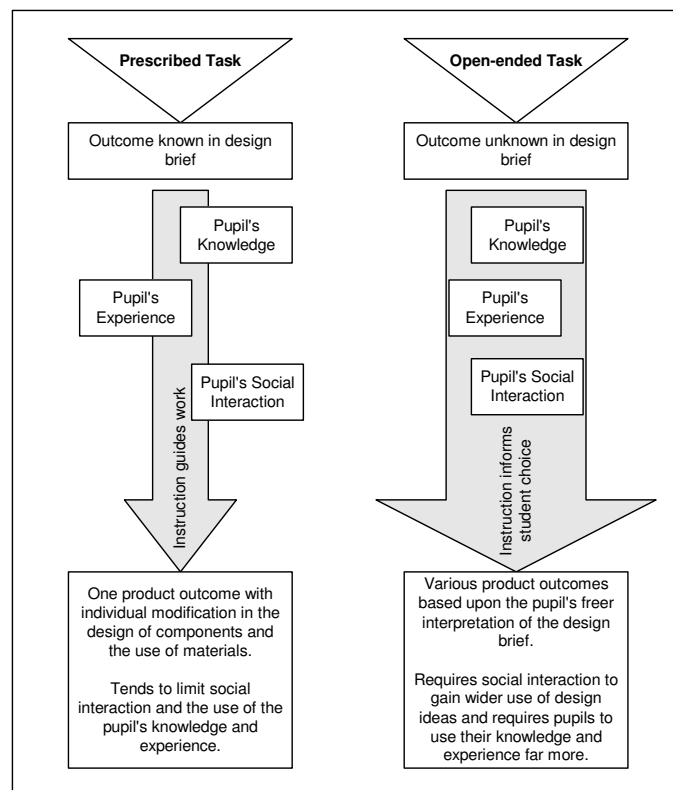 Prescribed Task
Outcome known in design
brief
Pupil's
Knowledge
Pupil's
Experience
Pupil's Social
Interaction
Instruction guides work
One product outcome with
individual modification in the
design of components and
the use of materials.
Tends to limit social
interaction and the use of the
pupil's knowledge and
experience.
Open-ended Task
Outcome unknown in design
brief
Pupil's
Knowledge
Pupil's
Experience
Pupil's Social
Interaction
Instruction informs
student choice
Various product outcomes
based upon the pupil's freer
interpretation of the design
brief.
Requires social interaction to
gain wider use of design
ideas and requires pupils to
use their knowledge and
experience far more.